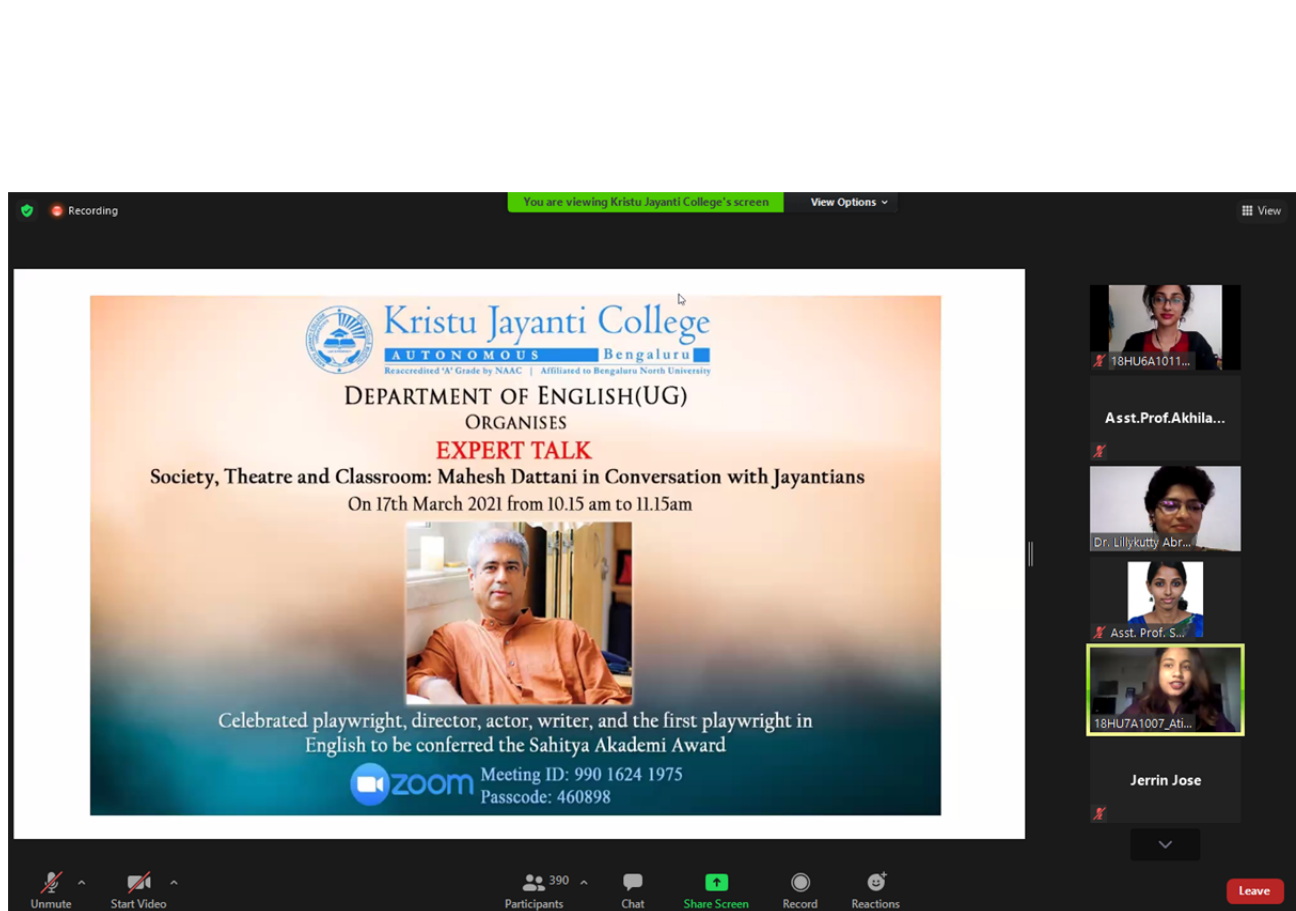 Recording
You are viewing Kristu Jayanti College's screen
View Options
View
Kristu Jayanti College
AUTONOMOUS Bengaluru
Reaccredited 'A' Grade by NAAC | Affiliated to Bengaluru North University
DEPARTMENT OF ENGLISH(UG)
ORGANISES
EXPERT TALK
Society, Theatre and Classroom: Mahesh Dattani in Conversation with Jayantians
On 17th March 2021 from 10.15 am to 11.15am
Celebrated playwright, director, actor, writer, and the first playwright in
English to be conferred the Sahitya Akademi Award
zoom
Meeting ID: 990 1624 1975
Passcode: 460898
18HU6A1011...
Asst.Prof.Akhila...
Dr. Lillykutty Abr...
Asst. Prof. S...
18HU7A1007_Ati...
Jerrin Jose
Unmute
Start Video
390
Participants
Chat
Share Screen
Record
Reactions
Leave